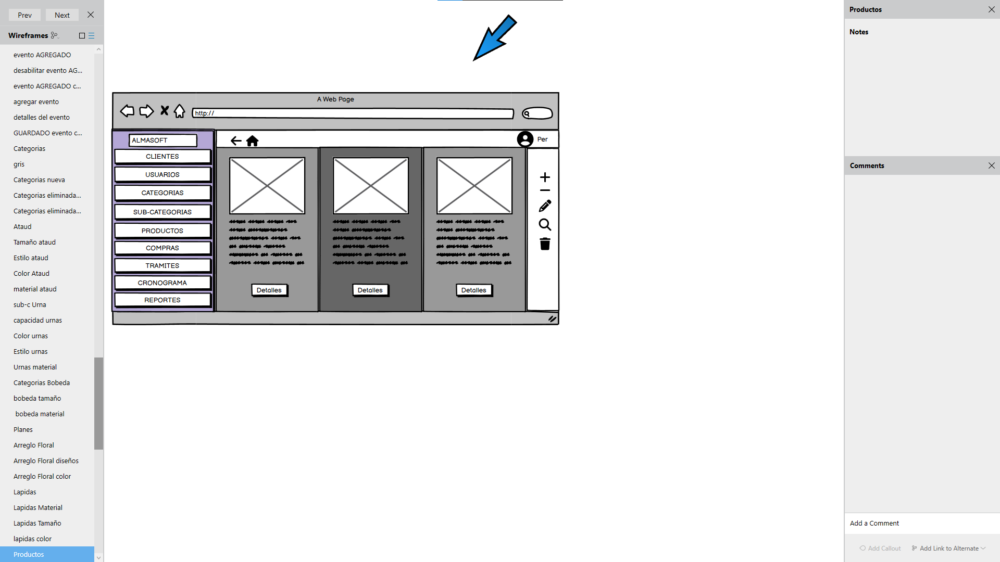 Prev Next
Wireframes
evento AGREGADO
desabilitar evento AG...
evento AGREGADO c...
agregar evento
detalles del evento
GUARDADO evento c...
Categorias
gris
Categorias nueva
Categorias eliminada...
Categorias eliminada...
Ataud
Tamaño ataud
Estilo ataud
Color Ataud
material ataud
sub-c Urna
capacidad urnas
Color urnas
Estilo urnas
Urnas material
Categorias Bobeda
bobeda tamaño
bobeda material
Planes
Arreglo Floral
Arreglo Floral diseños
Arreglo Floral color
Lapidas
Lapidas Material
Lapidas Tamaño
lapidas color
Productos
A Web Page
http://
ALMASOFT
CLIENTES
USUARIOS
CATEGORIAS
SUB-CATEGORIAS
PRODUCTOS
COMPRAS
TRAMITES
CRONOGRAMA
REPORTES
Per
Detalles Detalles Detalles
Productos
Notes
Comments
Add a Comment
Add Callout Add Link to Alternate